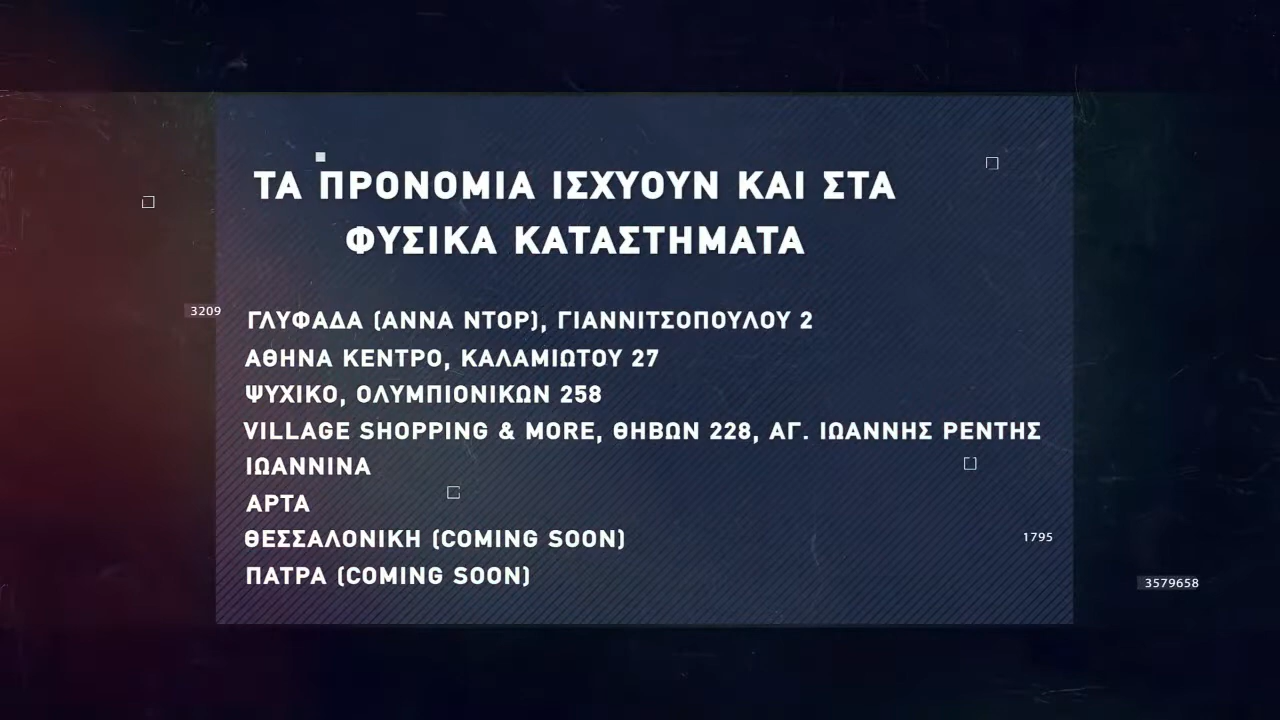 ΤΑ ΠΡΟΝΟΜΙΑ ΙΣΧΥΟΥΝ ΚΑΙ ΣΤΑ
ΦΥΣΙΚΑ ΚΑΤΑΣΤΗΜΑΤΑ
3209
ΓΛΥΦΑΔΑ (ΑΝΝΑ ΝΤΟΡ), ΓΙΑΝΝΙΤΣΟΠΟΥΛΟΥ 2
ΑΘΗΝΑ ΚΕΝΤΡΟ, ΚΑΛΑΜΙΩΤΟΥ 27
ΨΥΧΙΚΟ, ΟΛΥΜΠΙΟΝΙΚΩΝ 258
VILLAGE SHOPPING & MORE, ΘΗΒΩΝ 228, ΑΓ. ΙΩΑΝΝΗΣ ΡΕΝΤΗΣ
ΙΩΑΝΝΙΝΑ
ΑΡΤΑ
ΘΕΣΣΑΛΟΝΙΚΗ (COMING SOON)
1795
ΠΑΤΡΑ (COMING SOON)
3579658